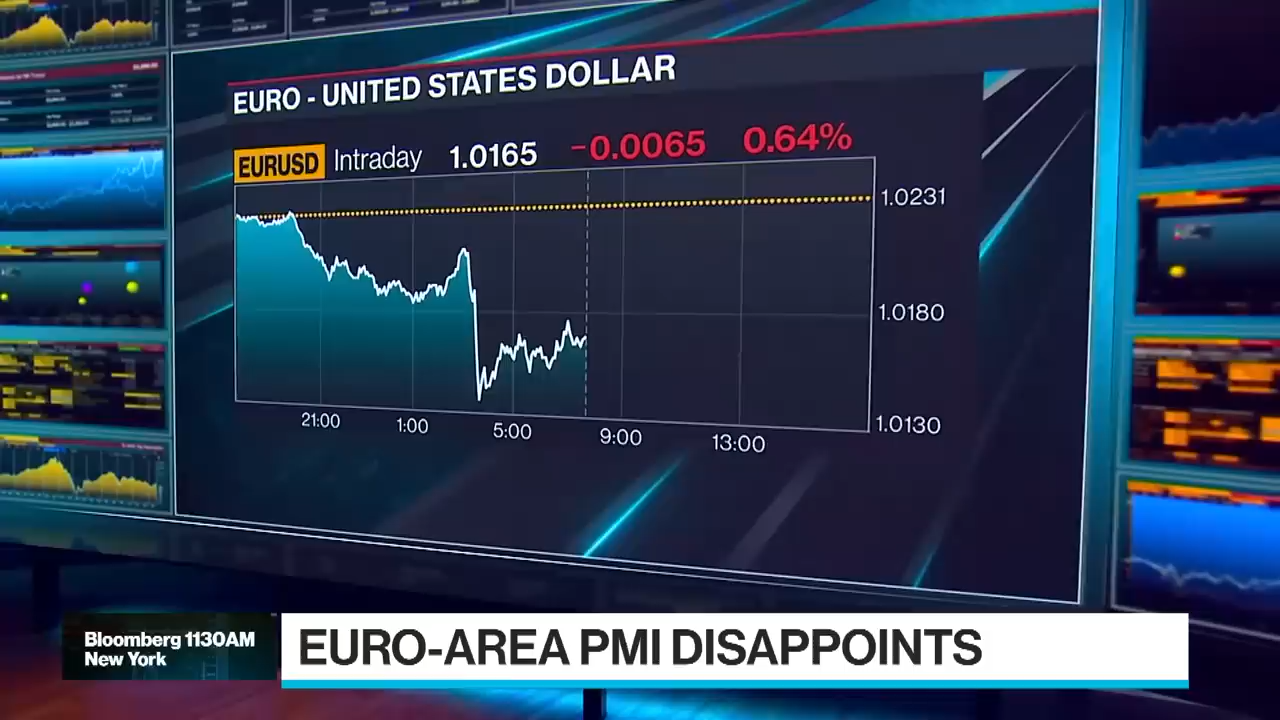 EURO - UNITED STATES DOLLAR
EURUSD Intraday 1.0165 -0.0065 0.64%
1.0231
1.0180
1.0130
21:00 1:00 5:00 9:00 13:00
Bloomberg 1130AM
New York
EURO-AREA PMI DISAPPOINTS